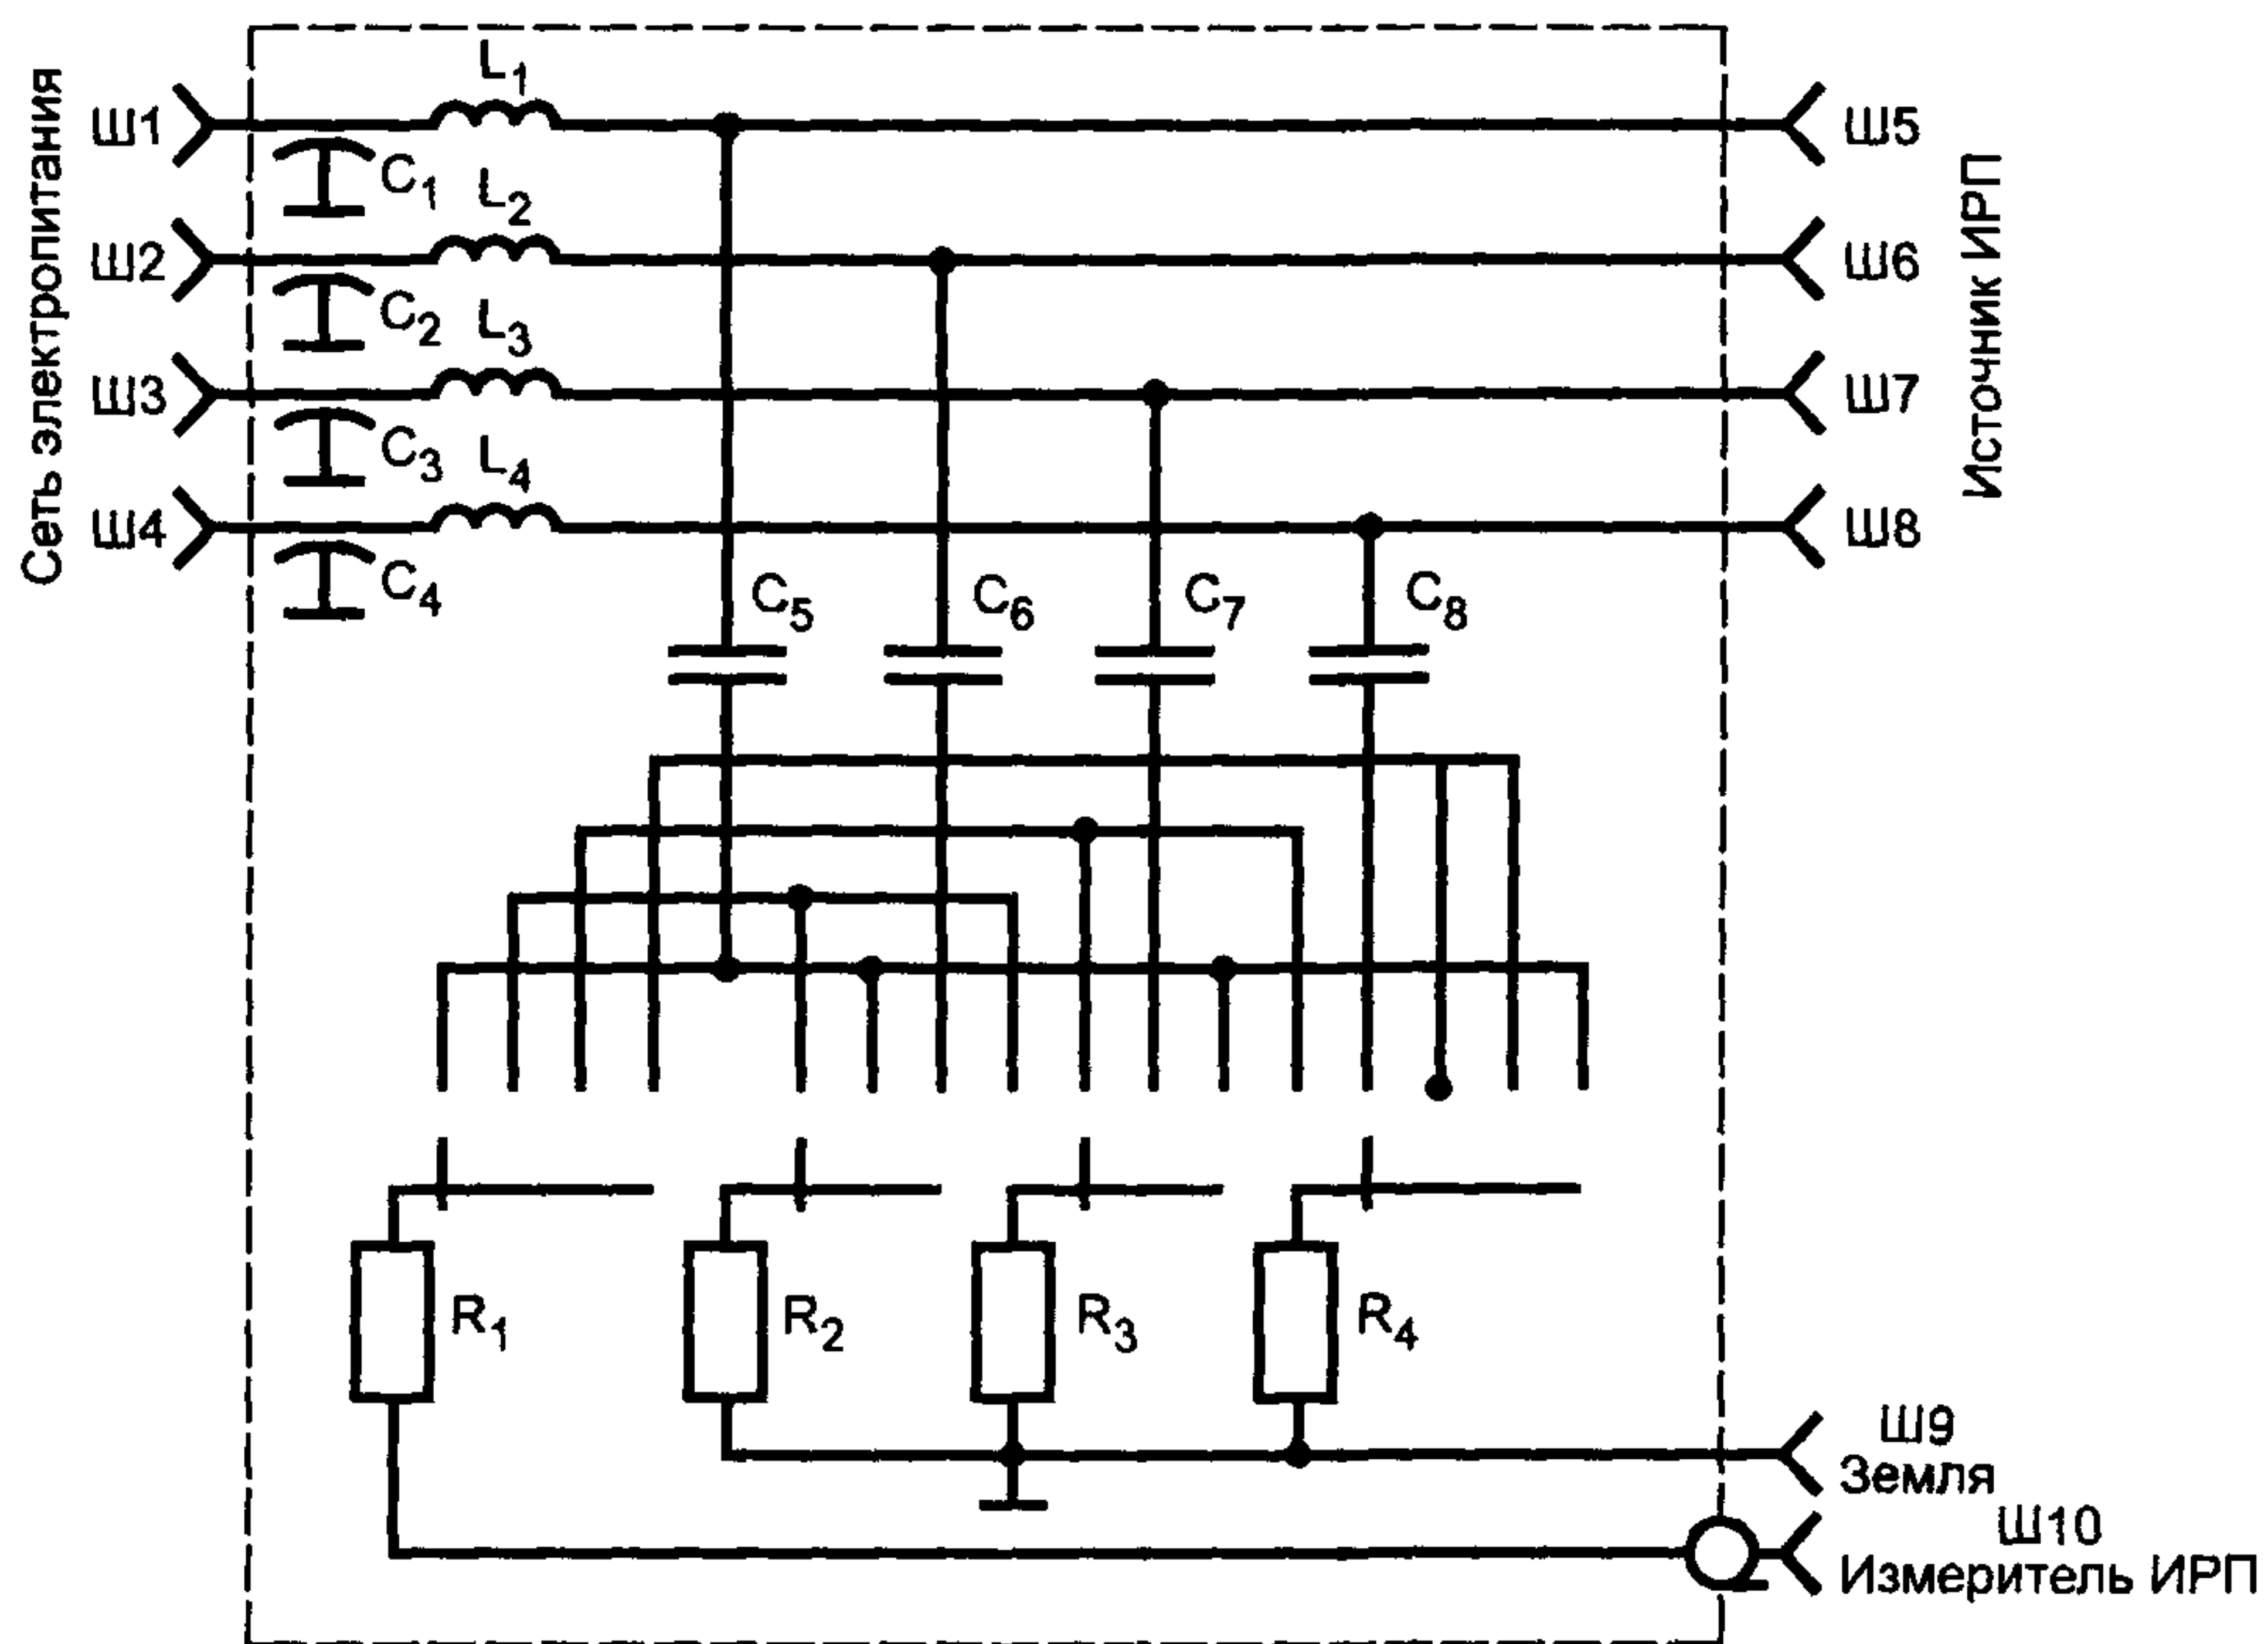 Сеть электропитания
L1
Ш1
Ш5
C1
L2
Ш2
Ш6
C2
L3
Ш3
Ш7
C3
L4
Ш4
Ш8
C4
Источник ИРП
C5
C6
C7
C8
R1
R2
R3
R4
Ш9
Земля
Ш10
Измеритель ИРП